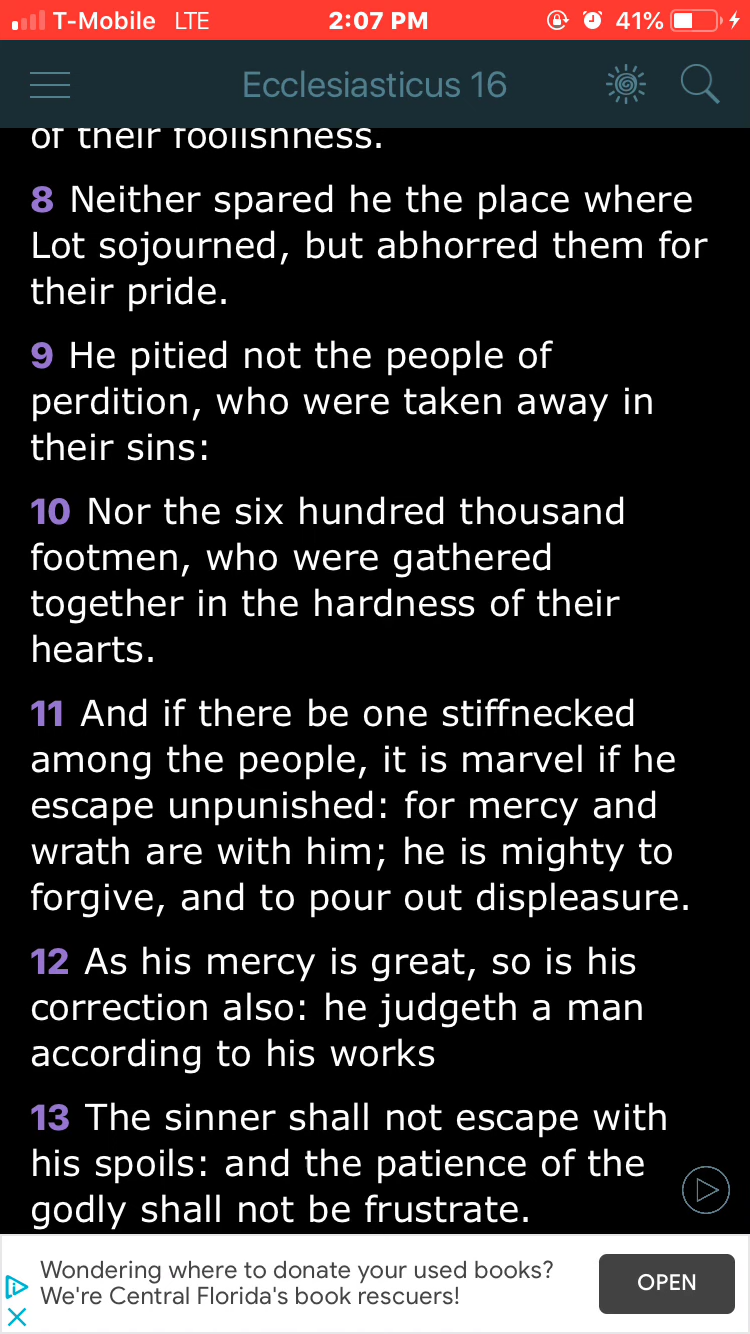 T-Mobile LTE 2:07 PM 41%
Ecclesiasticus 16
of their foolishness.
8 Neither spared he the place where
Lot sojourned, but abhorred them for
their pride.
9 He pitied not the people of
perdition, who were taken away in
their sins:
10 Nor the six hundred thousand
footmen, who were gathered
together in the hardness of their
hearts.
11 And if there be one stiffnecked
among the people, it is marvel if he
escape unpunished: for mercy and
wrath are with him; he is mighty to
forgive, and to pour out displeasure.
12 As his mercy is great, so is his
correction also: he judgeth a man
according to his works
13 The sinner shall not escape with
his spoils: and the patience of the
godly shall not be frustrate.
Wondering where to donate your used books?
We're Central Florida's book rescuers!
OPEN